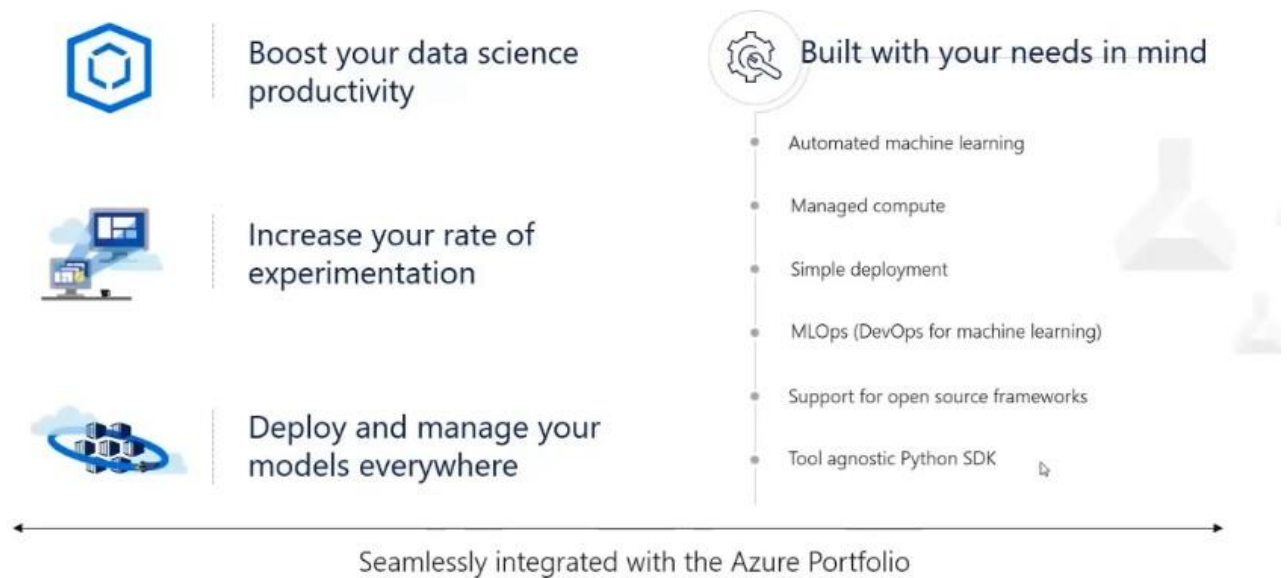 Boost your data science
productivity
Increase your rate of
experimentation
Deploy and manage your
models everywhere
Built with your needs in mind
Automated machine learning
Managed compute
Simple deployment
MLOps (DevOps for machine learning)
Support for open source frameworks
Tool agnostic Python SDK
Seamlessly integrated with the Azure Portfolio